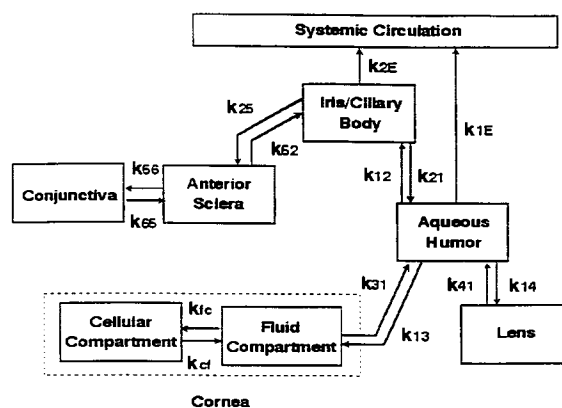 Systemic Circulation
k2E
Iris/Ciliary
Body
k25
k52
k1E
k56
k65
Conjunctiva
Anterior
Sclera
k12
k21
Aqueous
Humor
k31
k13
k41
k14
Lens
Cellular
Compartment
kfc
kcf
Fluid
Compartment
Cornea